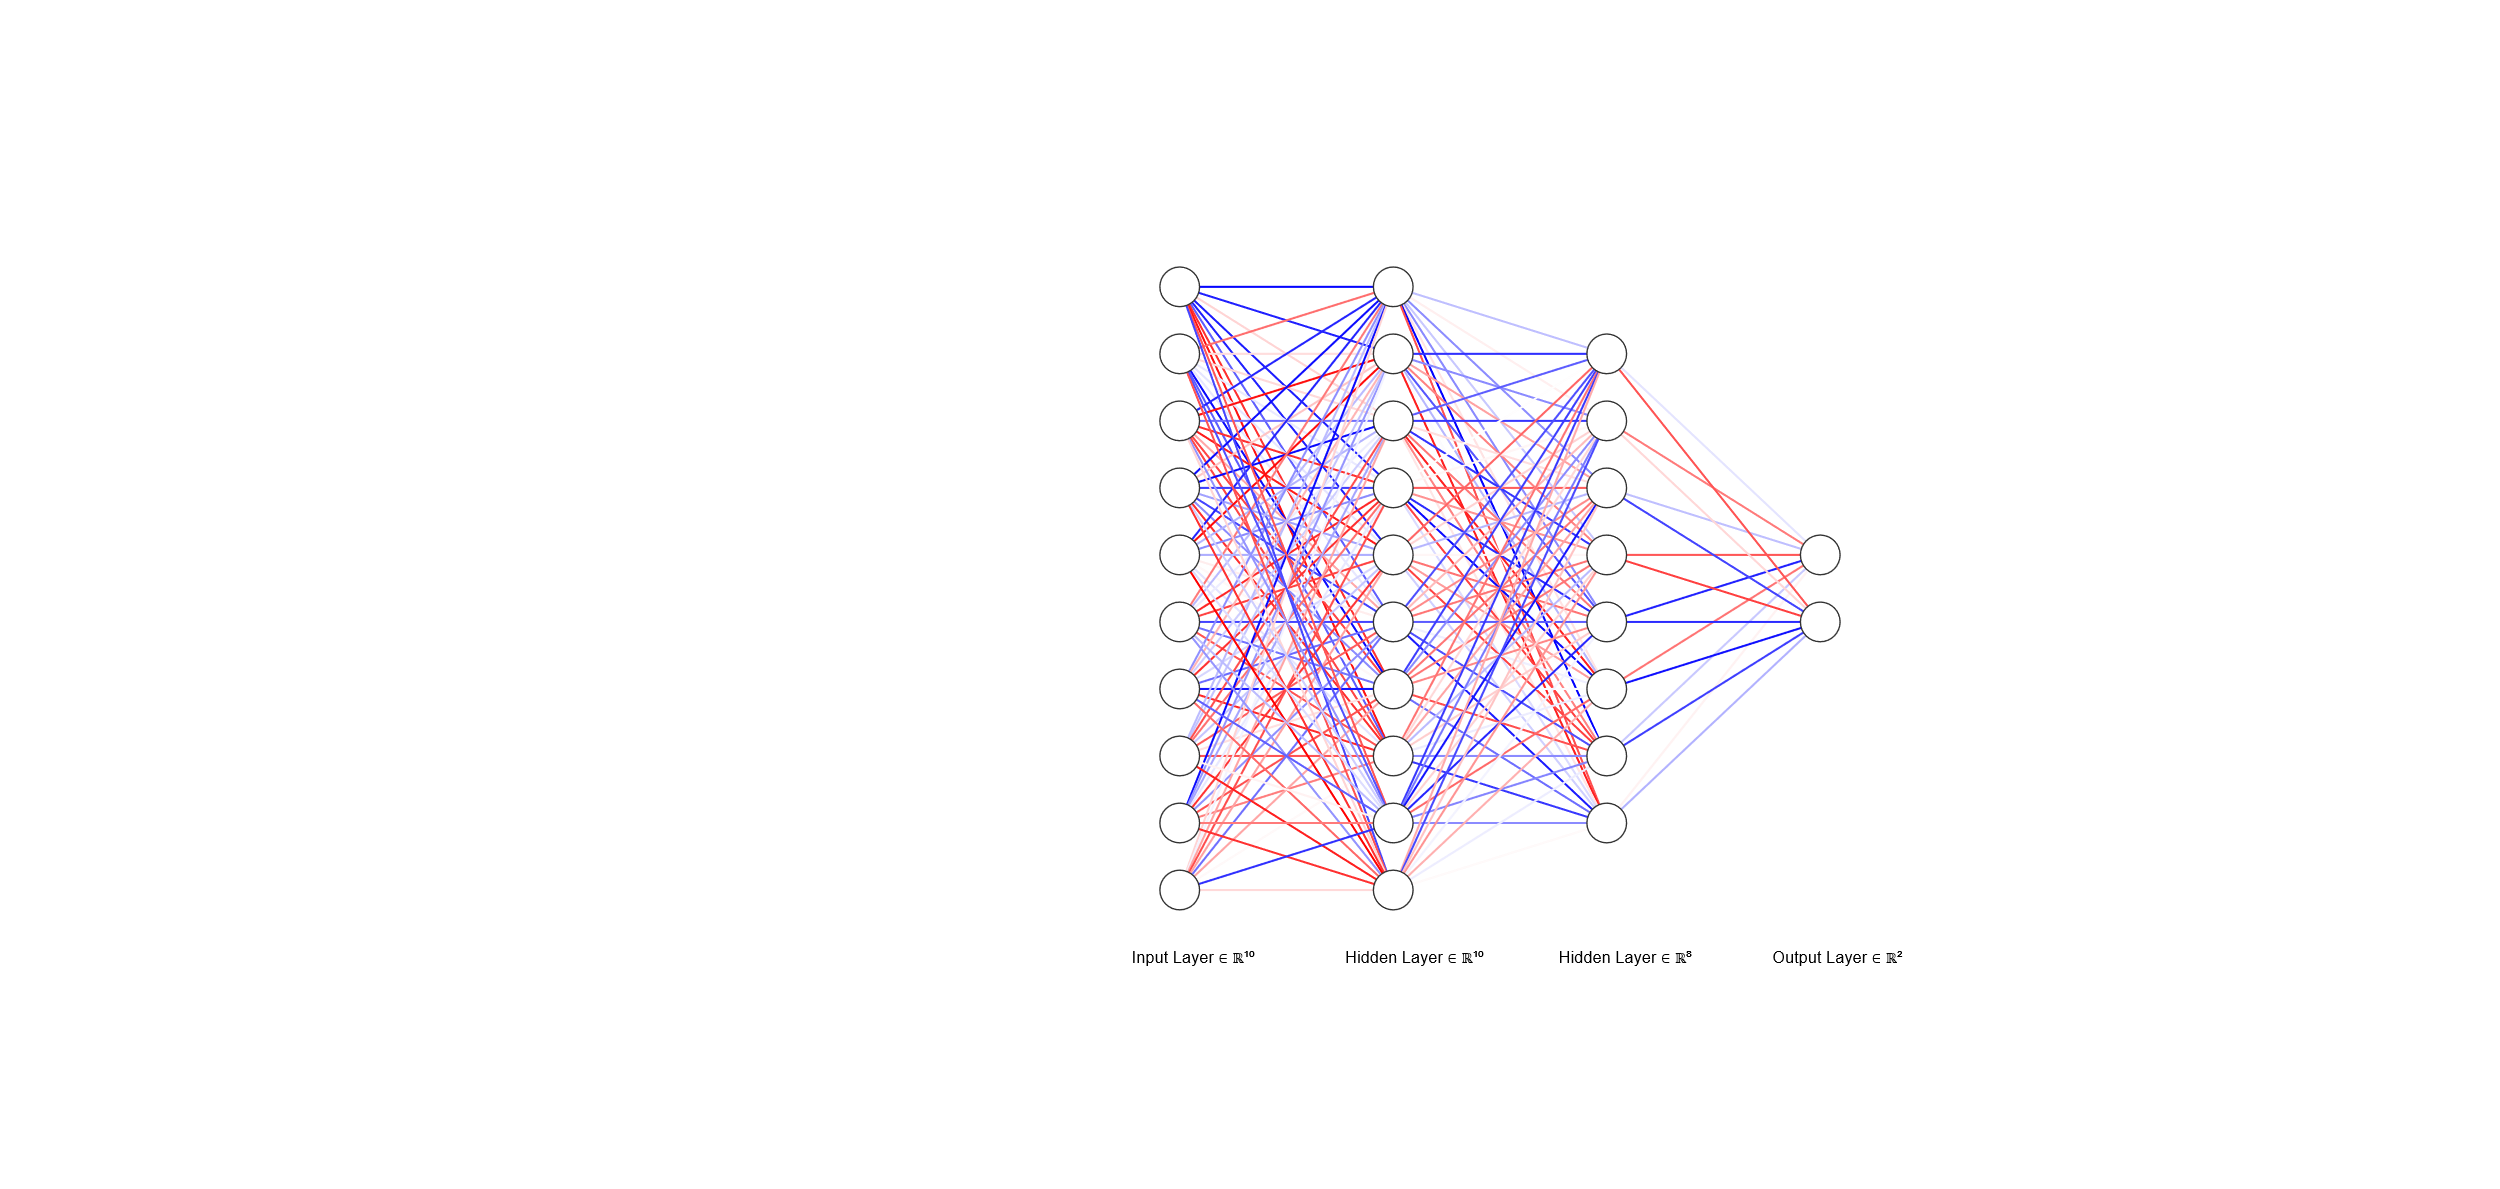 Input Layer ∈ ℝ¹⁰
Hidden Layer ∈ ℝ¹⁰
Hidden Layer ∈ ℝ⁸
Output Layer ∈ ℝ²